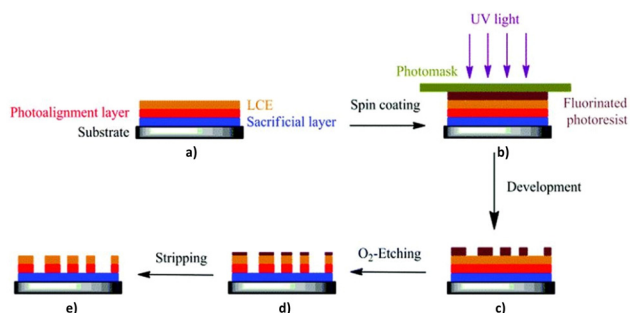 UV light
Photomask
LCE
Photoalignment layer
Spin coating
Fluorinated
photoresist
Substrate
Sacrificial layer
a)
b)
Development
Stripping
O₂-Etching
e)
d)
c)